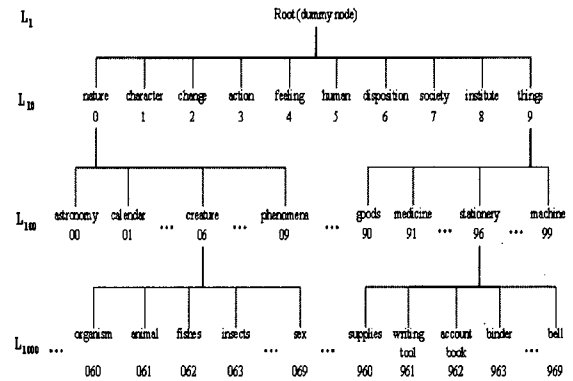 L1 Root (dummy node)
L10 nature character change action feeling human disposition society institute things
0 1 2 3 4 5 6 7 8 9
L100 astronomy calendar creature phenomena goods medicine stationery machine
00 01 ... 06 ... 09 ... 90 91 ... 96 ... 99
L1000 organism animal fishes insects sex supplies writing account binder bell
... ... ... tool book ...
060 061 062 063 069 960 961 962 963 969